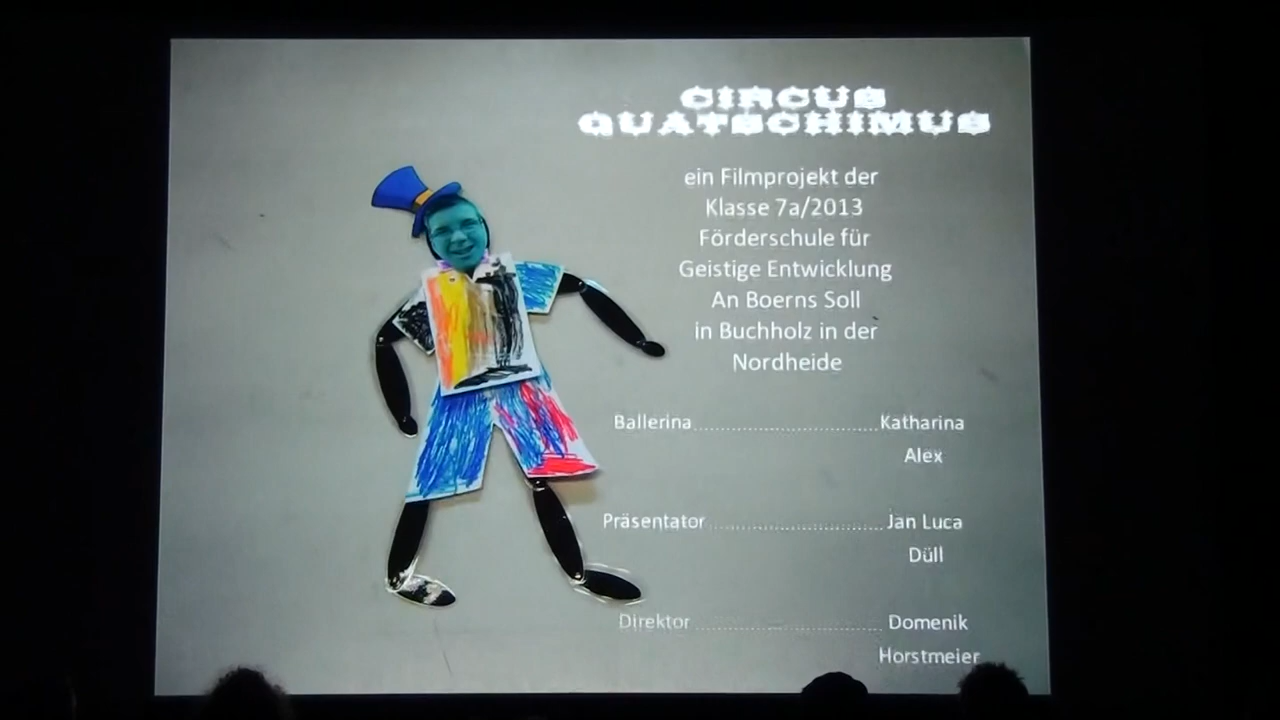 CIRCUS
QUATSCHIMUS
ein Filmprojekt der
Klasse 7a/2013
Förderschule für
Geistige Entwicklung
An Boerns Soll
in Buchholz in der
Nordheide
Ballerina..............................Katharina
Alex
Präsentator..............................Jan Luca
Düll
Direktor..............................Domenik
Horstmeier